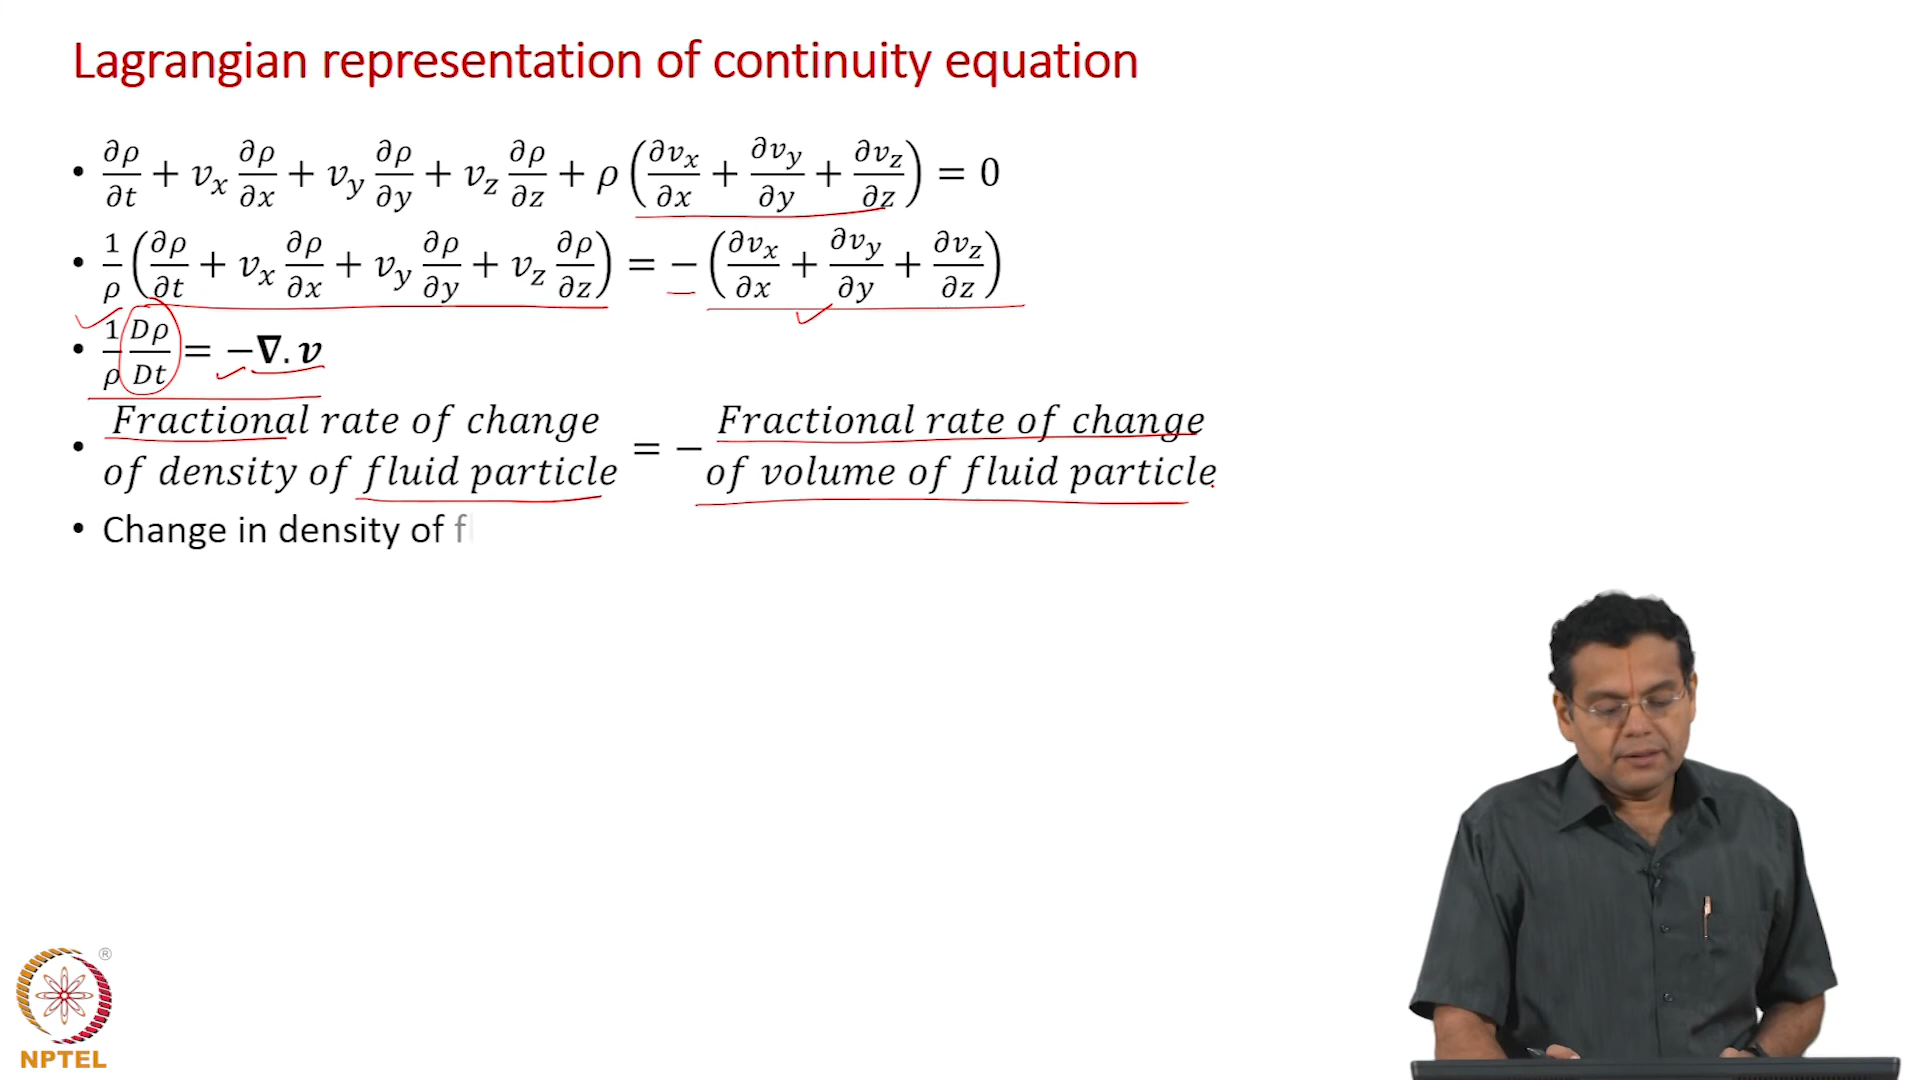 Lagrangian representation of continuity equation
• ∂ρ/∂t + v_x ∂ρ/∂x + v_y ∂ρ/∂y + v_z ∂ρ/∂z + ρ (∂v_x/∂x + ∂v_y/∂y + ∂v_z/∂z) = 0
• 1/ρ (∂ρ/∂t + v_x ∂ρ/∂x + v_y ∂ρ/∂y + v_z ∂ρ/∂z) = − (∂v_x/∂x + ∂v_y/∂y + ∂v_z/∂z)
• 1/ρ Dρ/Dt = −∇.v
• Fractional rate of change of density of fluid particle = − Fractional rate of change of volume of fluid particle
• Change in density of f
®
NPTEL